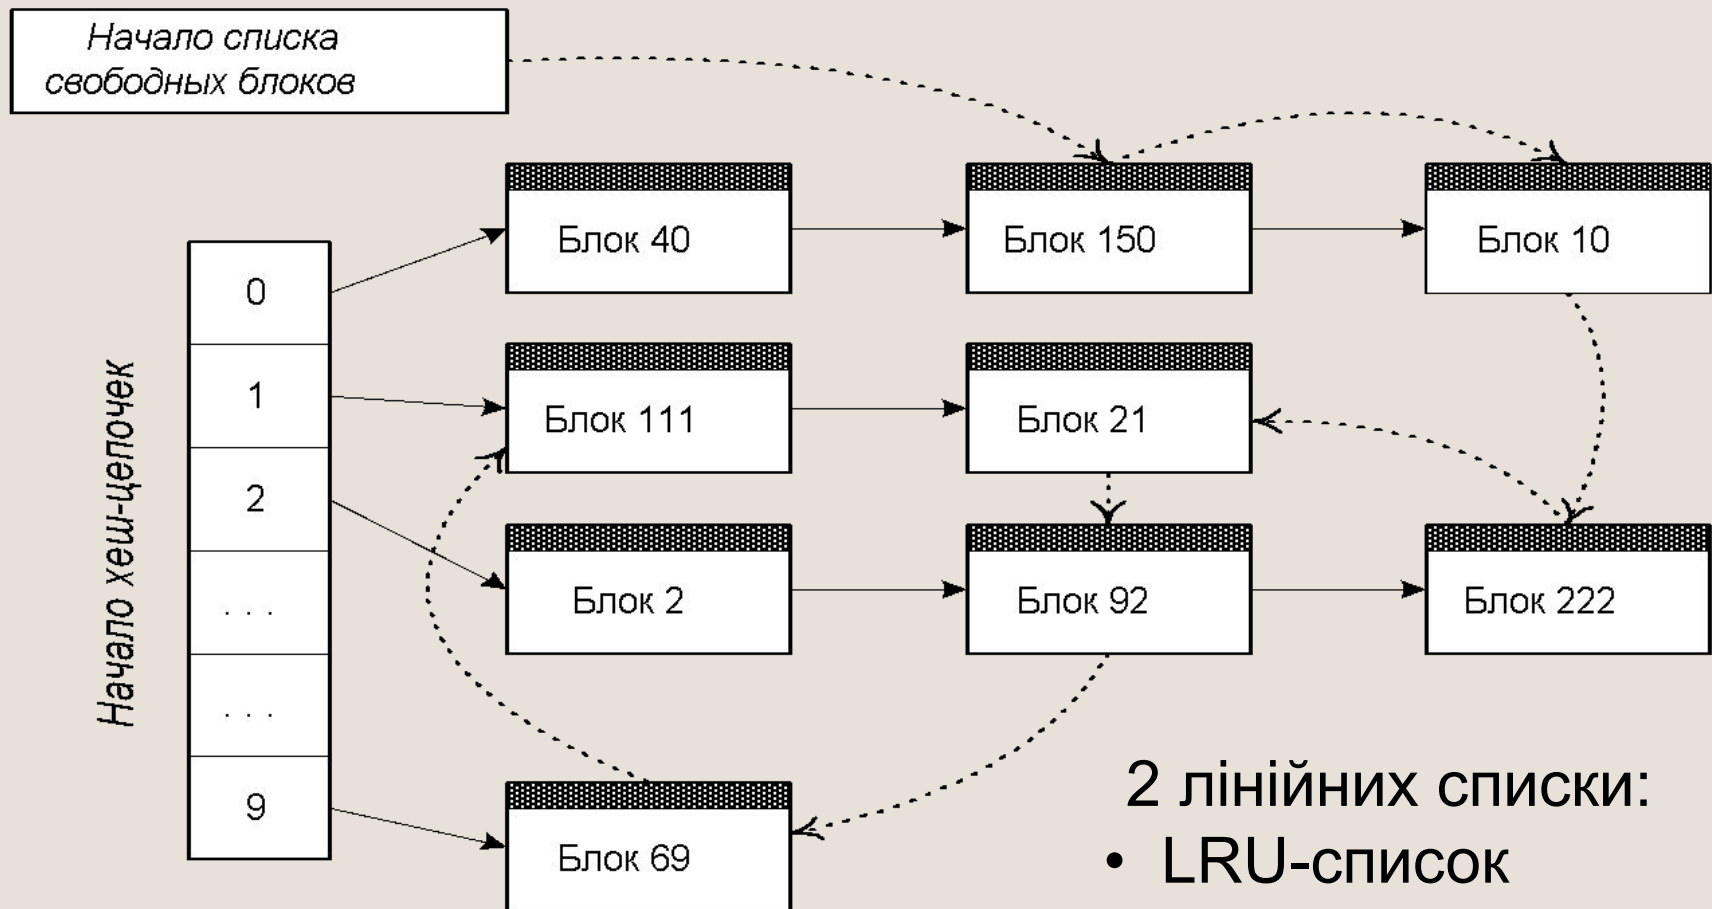 Начало списка
свободных блоков
Блок 40
Блок 150
Блок 10
Начало хеш-цепочек
0
1
2
. . .
. . .
9
Блок 111
Блок 21
Блок 2
Блок 92
Блок 222
Блок 69
2 лінійних списки:
• LRU-список